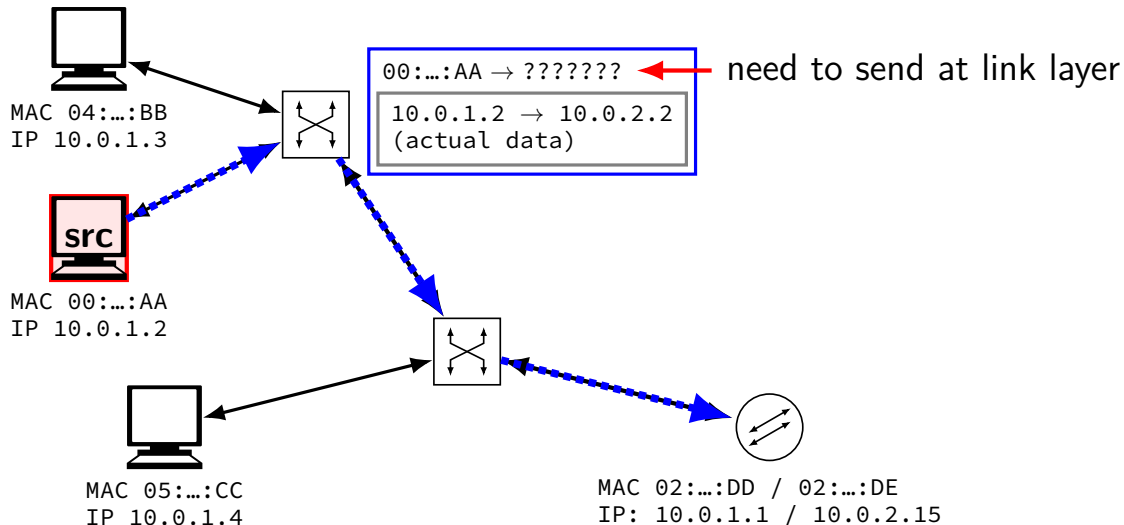 00:…:AA → ???????
need to send at link layer
10.0.1.2 → 10.0.2.2
(actual data)
MAC 04:…:BB
IP 10.0.1.3
src
MAC 00:…:AA
IP 10.0.1.2
MAC 05:…:CC
IP 10.0.1.4
MAC 02:…:DD / 02:…:DE
IP: 10.0.1.1 / 10.0.2.15